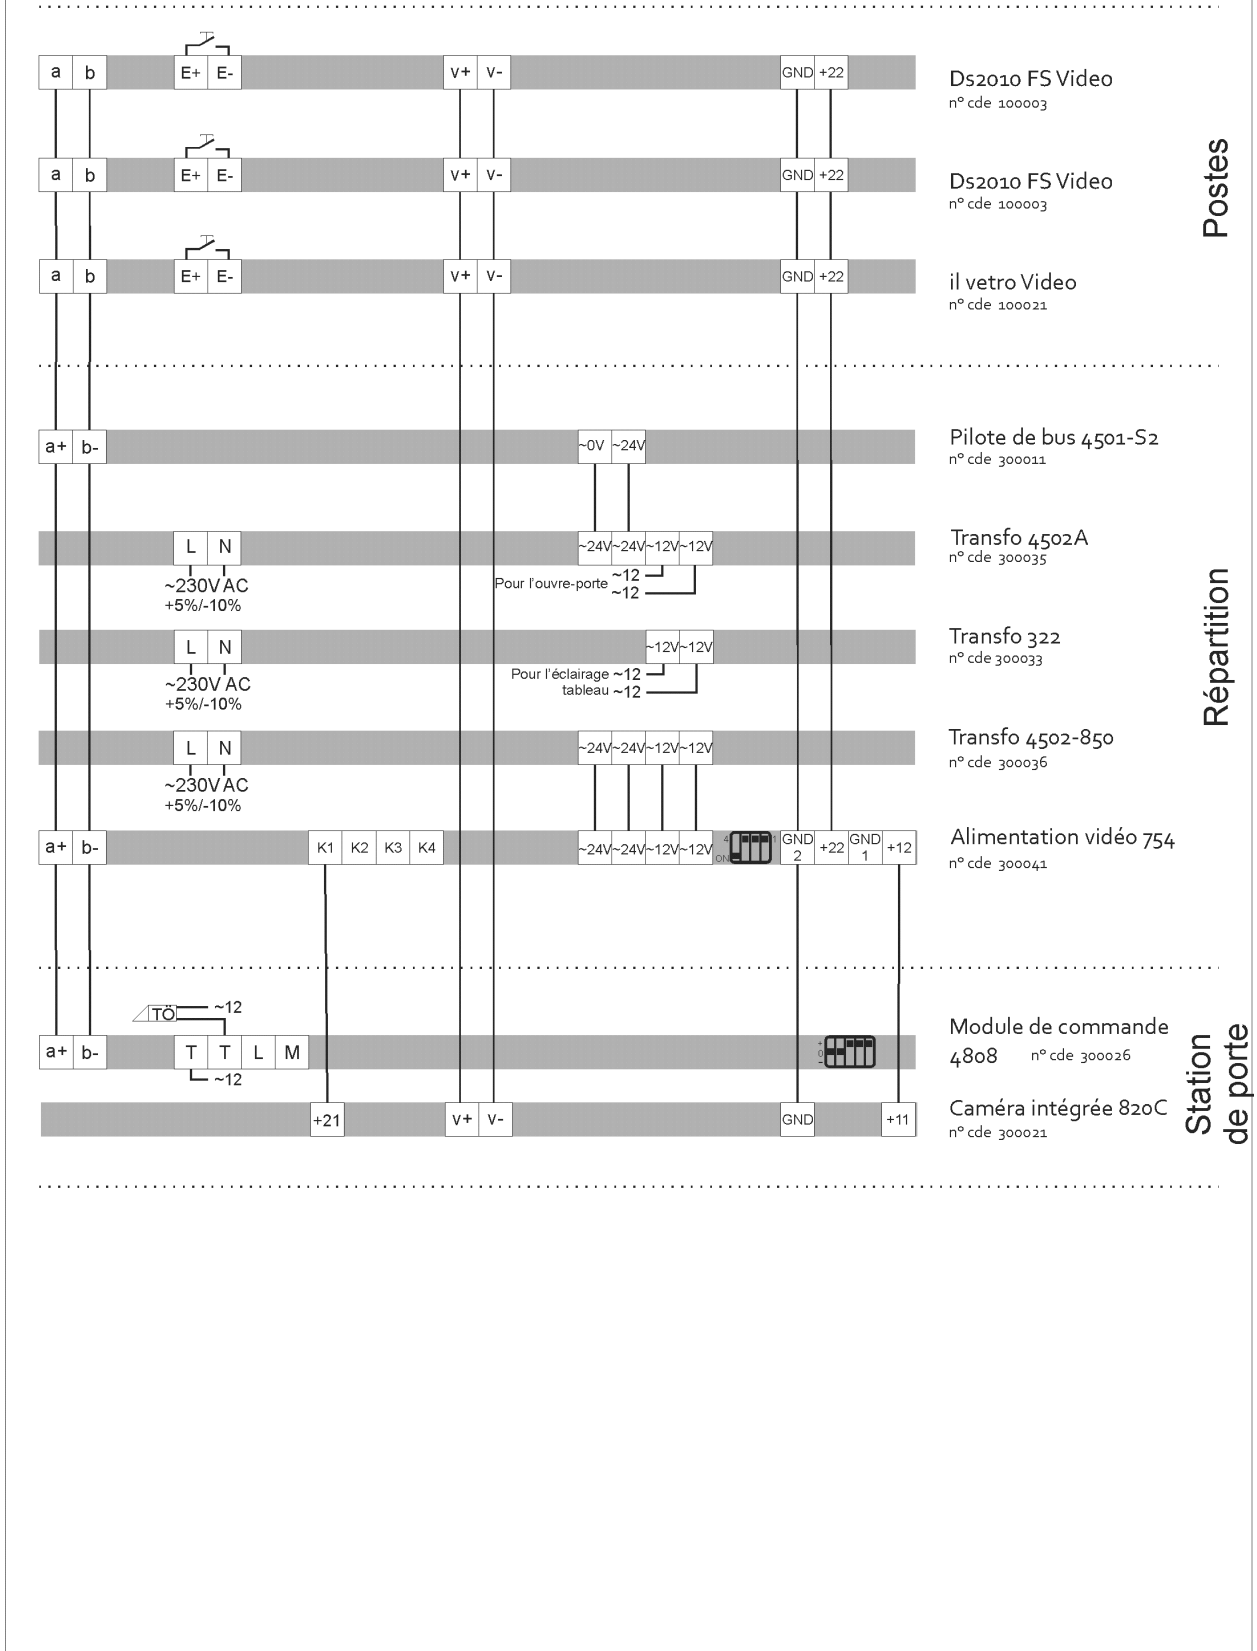 a b E+ E- v+ v- GND +22 Ds2010 FS Video
n° cde 100003
a b E+ E- v+ v- GND +22 Ds2010 FS Video
n° cde 100003
a b E+ E- v+ v- GND +22 il vetro Video
n° cde 100021
Postes
a+ b- ~0V ~24V Pilote de bus 4501-S2
n° cde 300011
L N ~24V ~24V ~12V ~12V Transfo 4502A
n° cde 300035
~230V AC
+5%/-10%
Pour l'ouvre-porte ~12
~12
L N ~12V ~12V Transfo 322
n° cde 300033
~230V AC
+5%/-10%
Pour l'éclairage ~12
tableau ~12
L N ~24V ~24V ~12V ~12V Transfo 4502-850
n° cde 300036
~230V AC
+5%/-10%
a+ b- K1 K2 K3 K4 ~24V ~24V ~12V ~12V 4 1 ON GND 2 +22 GND 1 +12 Alimentation vidéo 754
n° cde 300041
Répartition
TÖ ~12
a+ b- T T L M + 0 - Module de commande
4808 n° cde 300026
~12
+21 v+ v- GND +11 Caméra intégrée 820C
n° cde 300021
Station
de porte